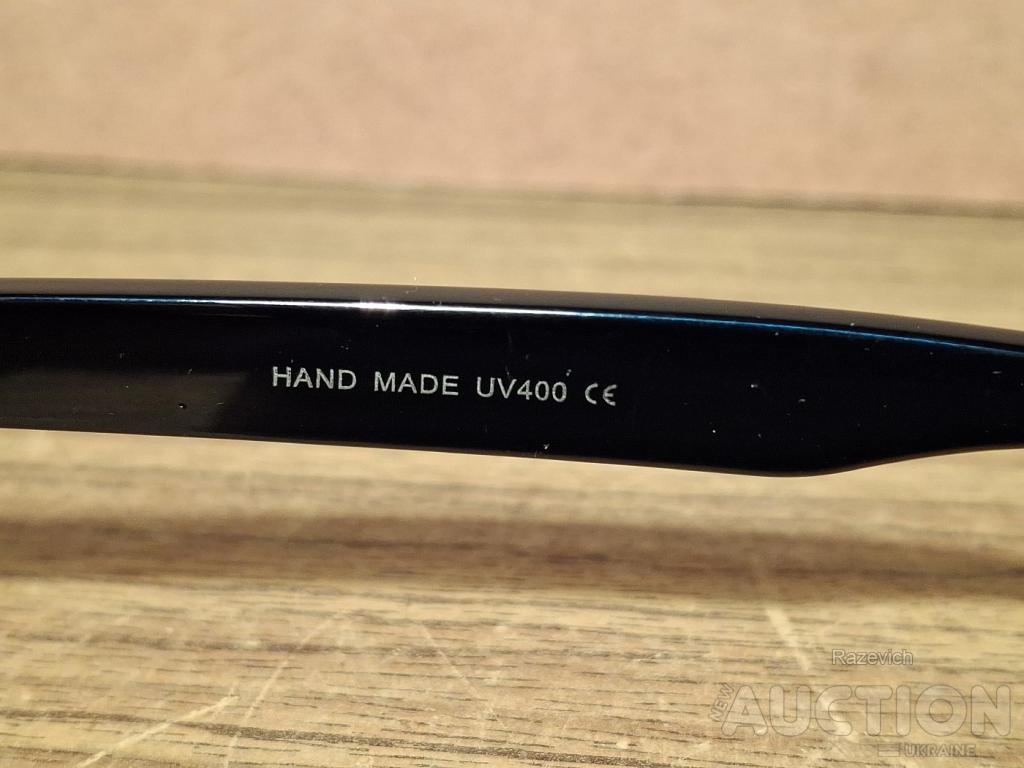 HAND MADE UV400 CE
Razevich
NEW AUCTION
UKRAINE